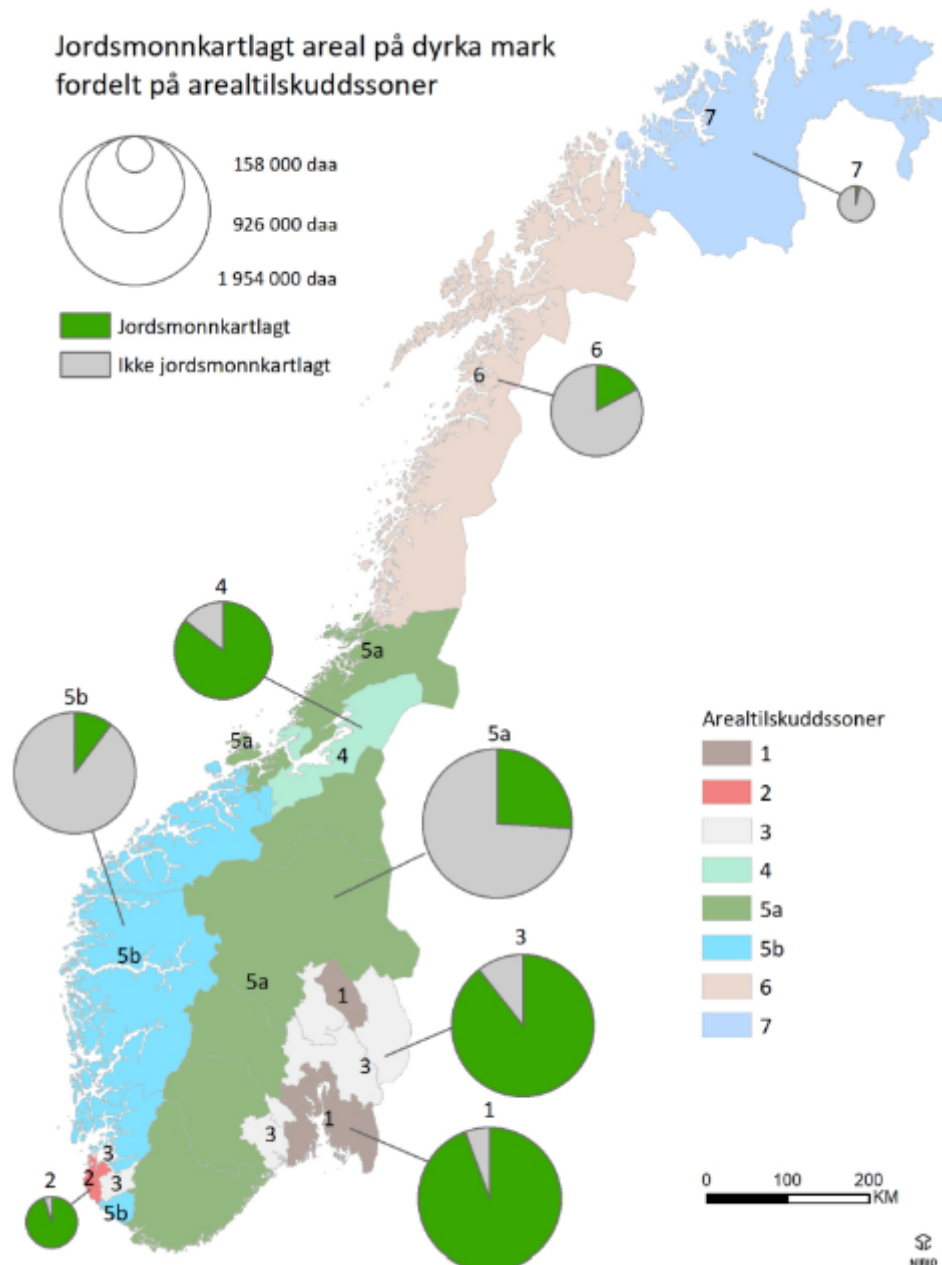 Jordsmonnkartlagt areal på dyrka mark
fordelt på arealtilskuddssoner
158 000 daa
926 000 daa
1 954 000 daa
Jordsmonnkartlagt
Ikke jordsmonnkartlagt
7
7
6
6
4
5a
5b
5a
4
5a
Arealtilskuddssoner
1
2
3
4
5a
5b
6
7
5b
5a
1
3
3
1
3
1
3
2
2
3
5b
0 100 200
KM
NIBIO